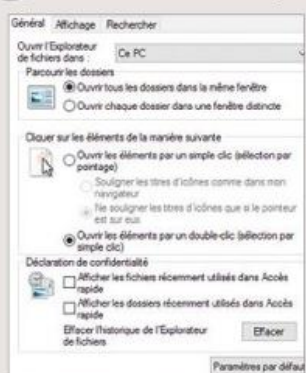 Général Affichage Rechercher
Ouvrir l'Explorateur
de fichiers dans :
Ce PC
Parcourir les dossiers
Ouvrir tous les dossiers dans la même fenêtre
Ouvrir chaque dossier dans une fenêtre distincte
Cliquer sur les éléments de la manière suivante
Ouvrir les éléments par un simple clic (sélection par
pointage)
Souligner les titres d'icônes comme dans mon
navigateur
Ne souligner les titres d'icônes que si le pointeur
est sur eux
Ouvrir les éléments par un double-clic (sélection par
simple clic)
Déclaration de confidentialité
Afficher les fichiers récemment utilisés dans Accès
rapide
Afficher les dossiers récemment utilisés dans Accès
rapide
Effacer l'historique de l'Explorateur
de fichiers
Effacer
Paramètres par défau